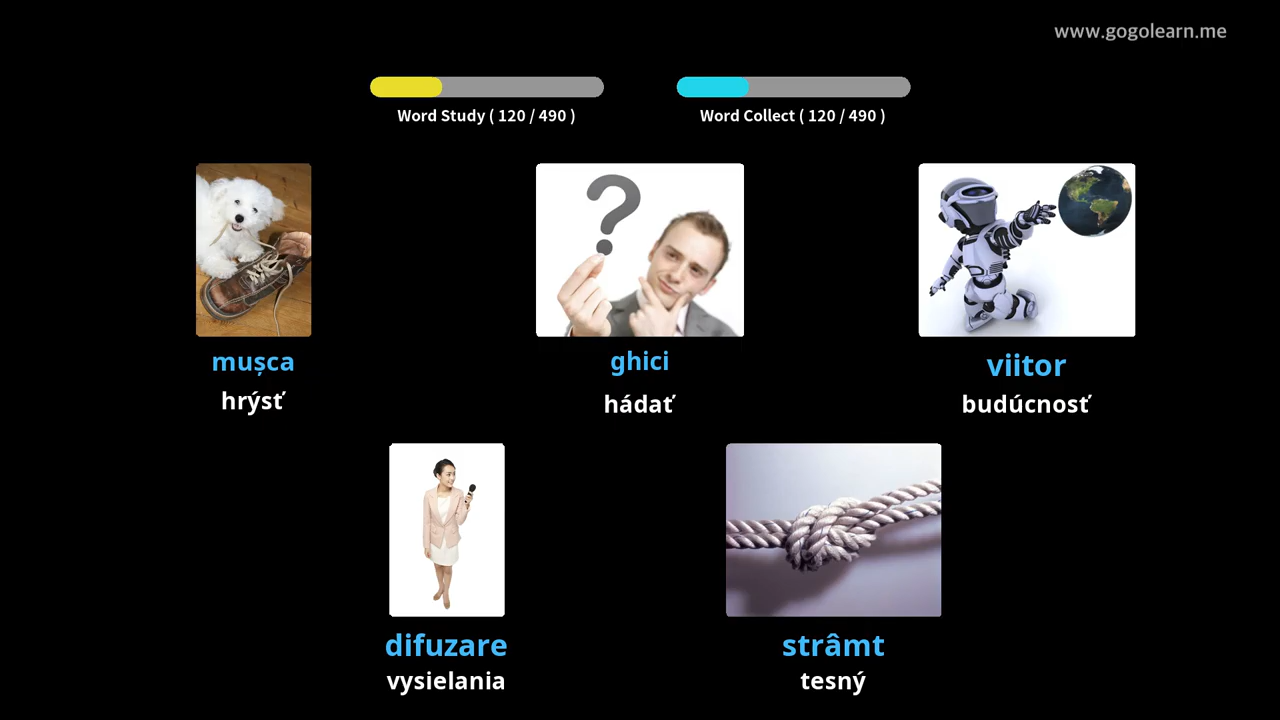 www.gogolearn.me
Word Study ( 120 / 490 )
Word Collect ( 120 / 490 )
mușca
hrýsť
ghici
hádať
viitor
budúcnosť
difuzare
vysielania
strâmt
tesný